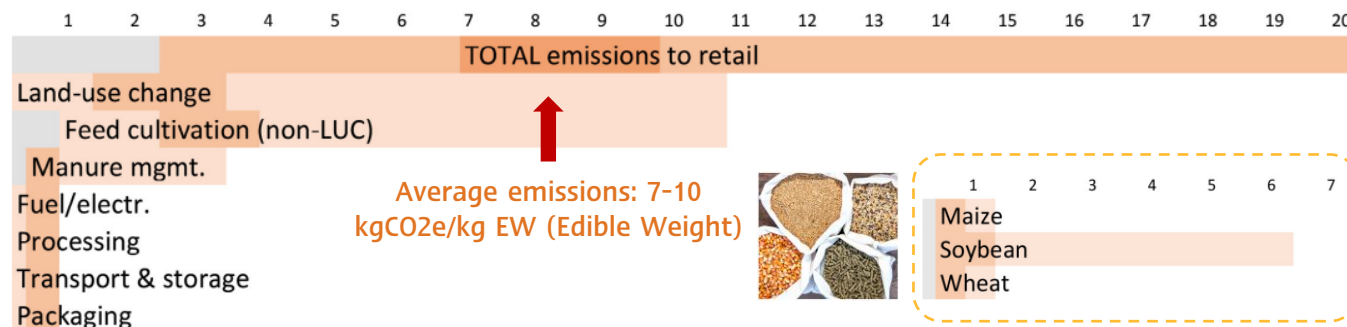 1 2 3 4 5 6 7 8 9 10 11 12 13 14 15 16 17 18 19 20
TOTAL emissions to retail
Land-use change
Feed cultivation (non-LUC)
Manure mgmt.
Fuel/electr.
Processing
Transport & storage
Packaging
Average emissions: 7-10
kgCO2e/kg EW (Edible Weight)
1 2 3 4 5 6 7
Maize
Soybean
Wheat